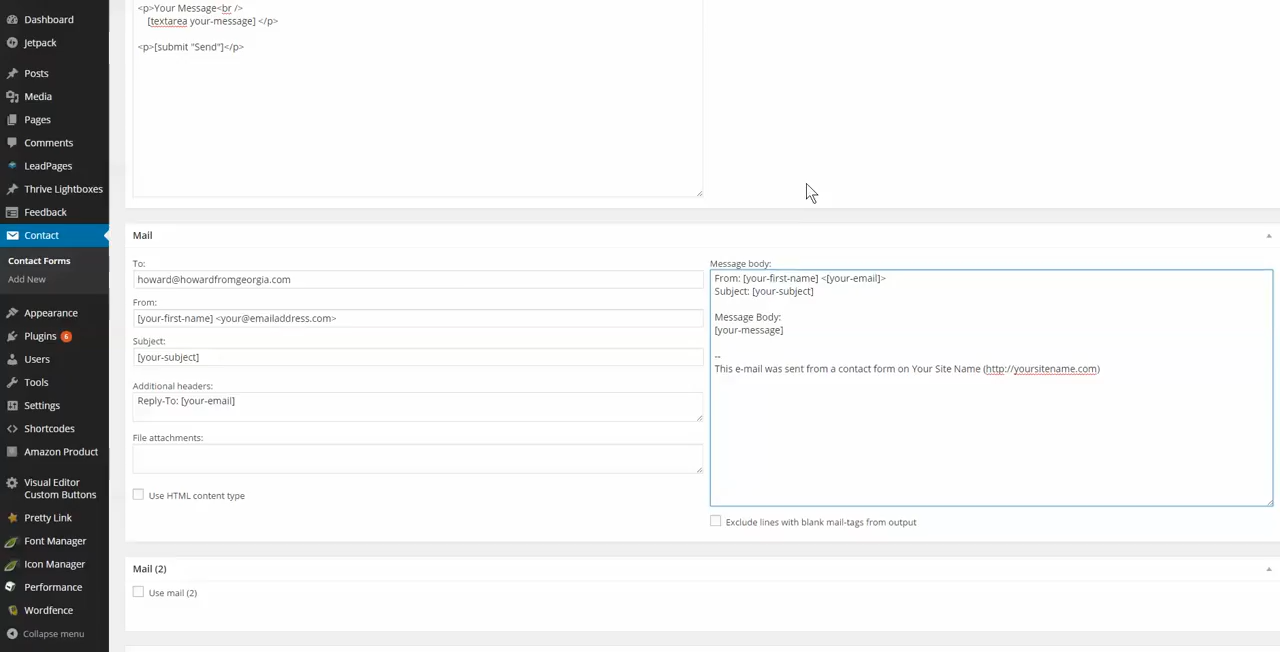 Dashboard
Jetpack
Posts
Media
Pages
Comments
LeadPages
Thrive Lightboxes
Feedback
Contact
Contact Forms
Add New
Appearance
Plugins 6
Users
Tools
Settings
Shortcodes
Amazon Product
Visual Editor
Custom Buttons
Pretty Link
Font Manager
Icon Manager
Performance
Wordfence
Collapse menu
<p>Your Message<br />
[textarea your-message] </p>
<p>[submit "Send"]</p>
Mail
To:
howard@howardfromgeorgia.com
From:
[your-first-name] <your@emailaddress.com>
Subject:
[your-subject]
Additional headers:
Reply-To: [your-email]
File attachments:
Use HTML content type
Message body:
From: [your-first-name] <[your-email]>
Subject: [your-subject]
Message Body:
[your-message]
--
This e-mail was sent from a contact form on Your Site Name (http://yoursitename.com)
Exclude lines with blank mail-tags from output
Mail (2)
Use mail (2)